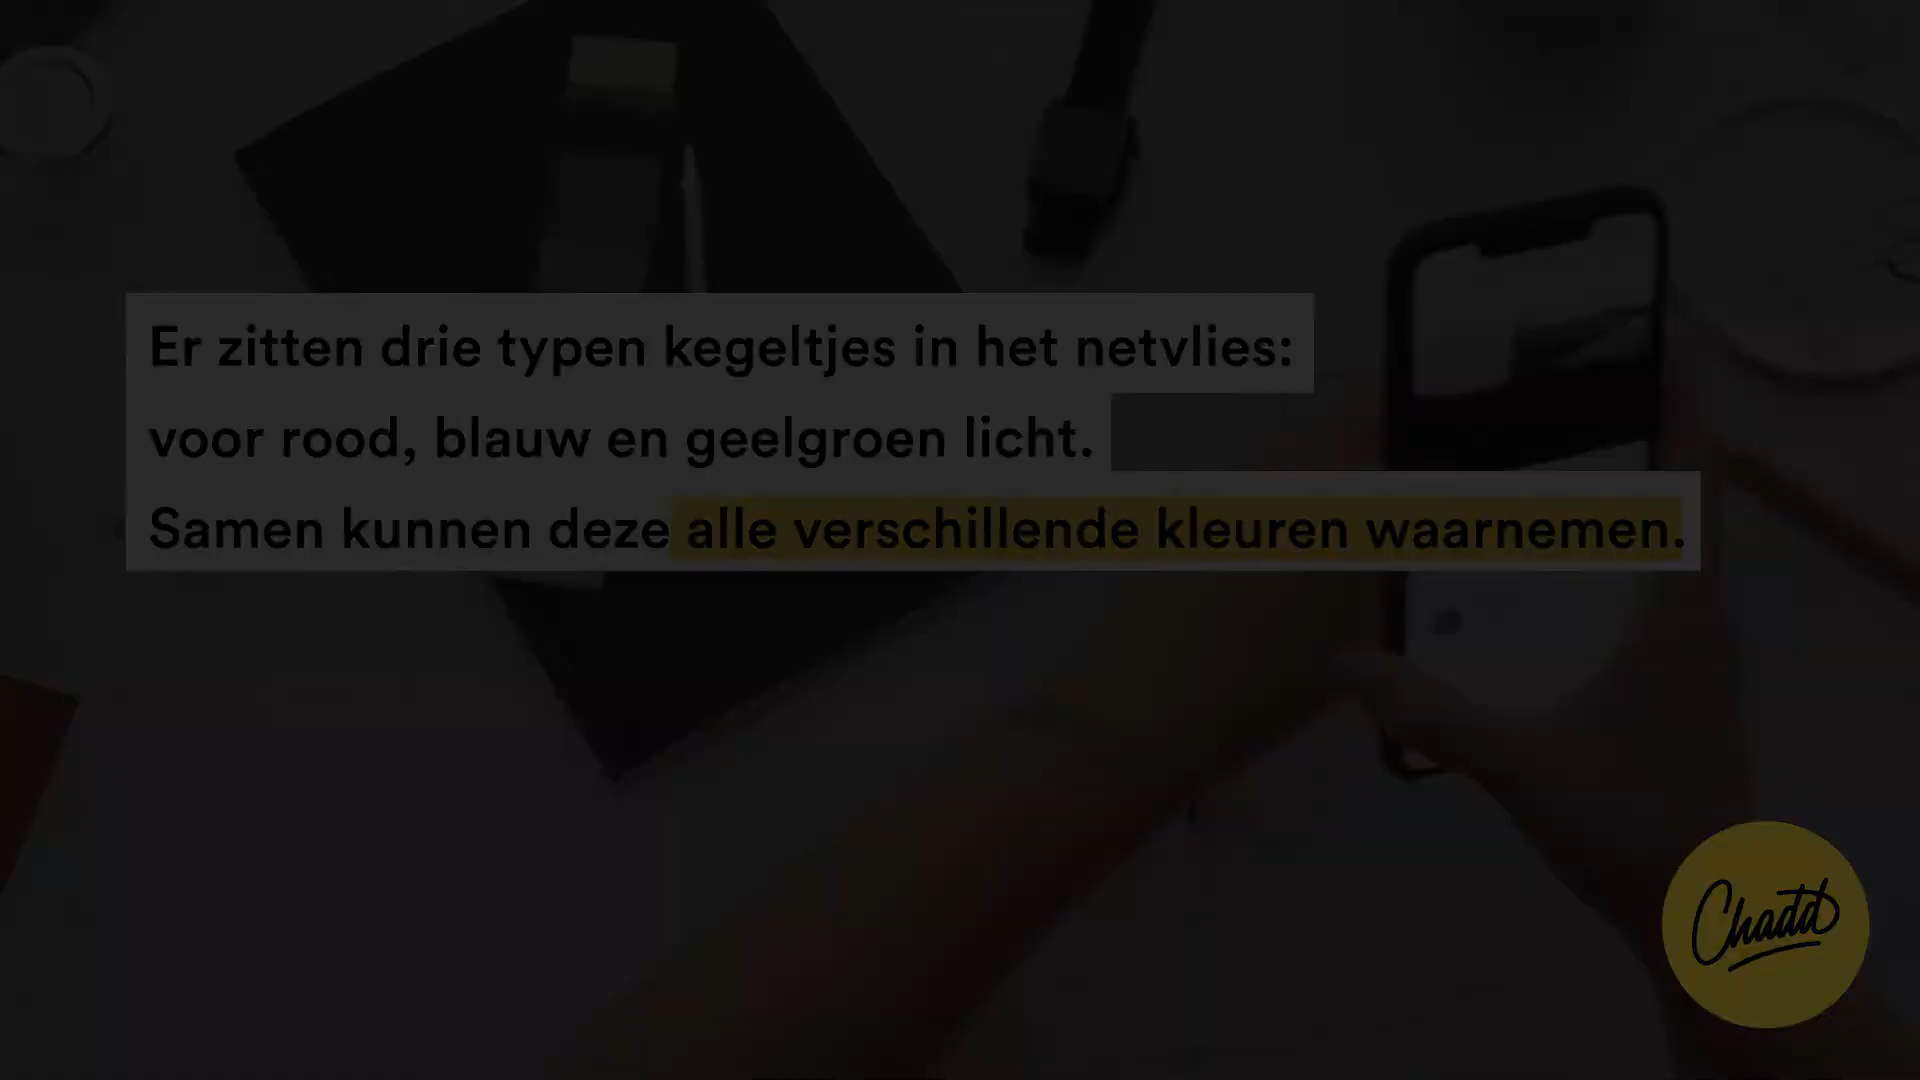 Er zitten drie typen kegeltjes in het netvlies:
voor rood, blauw en geelgroen licht.
Samen kunnen deze alle verschillende kleuren waarnemen.
Chadd